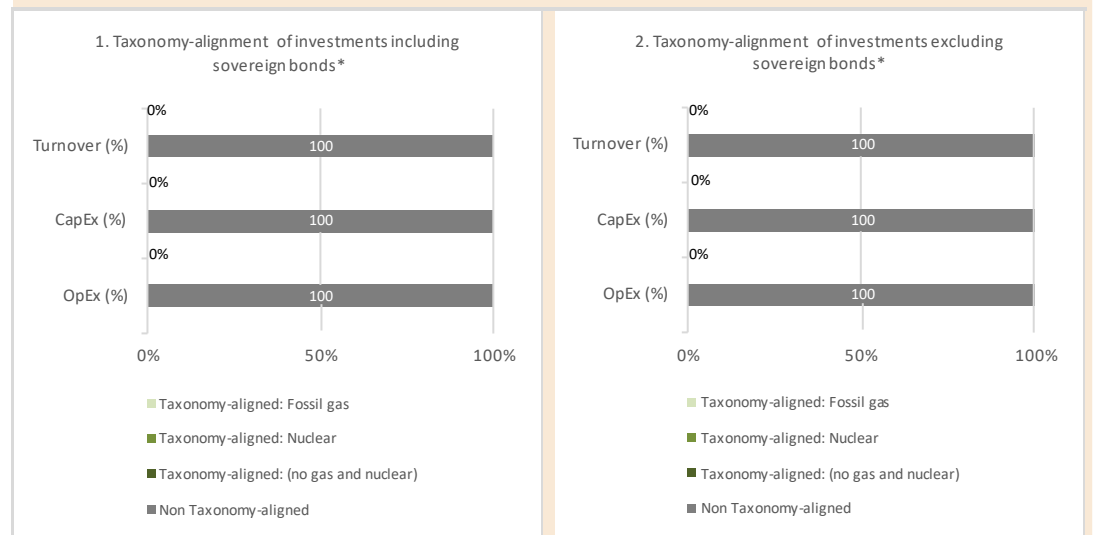 1. Taxonomy-alignment of investments including
sovereign bonds*
0%
Turnover (%)
100
0%
CapEx (%)
100
0%
OpEx (%)
100
0%
50%
100%
Taxonomy-aligned: Fossil gas
Taxonomy-aligned: Nuclear
Taxonomy-aligned: (no gas and nuclear)
Non Taxonomy-aligned
2. Taxonomy-alignment of investments excluding
sovereign bonds*
0%
Turnover (%)
100
0%
CapEx (%)
100
0%
OpEx (%)
100
0%
50%
100%
Taxonomy-aligned: Fossil gas
Taxonomy-aligned: Nuclear
Taxonomy-aligned: (no gas and nuclear)
Non Taxonomy-aligned